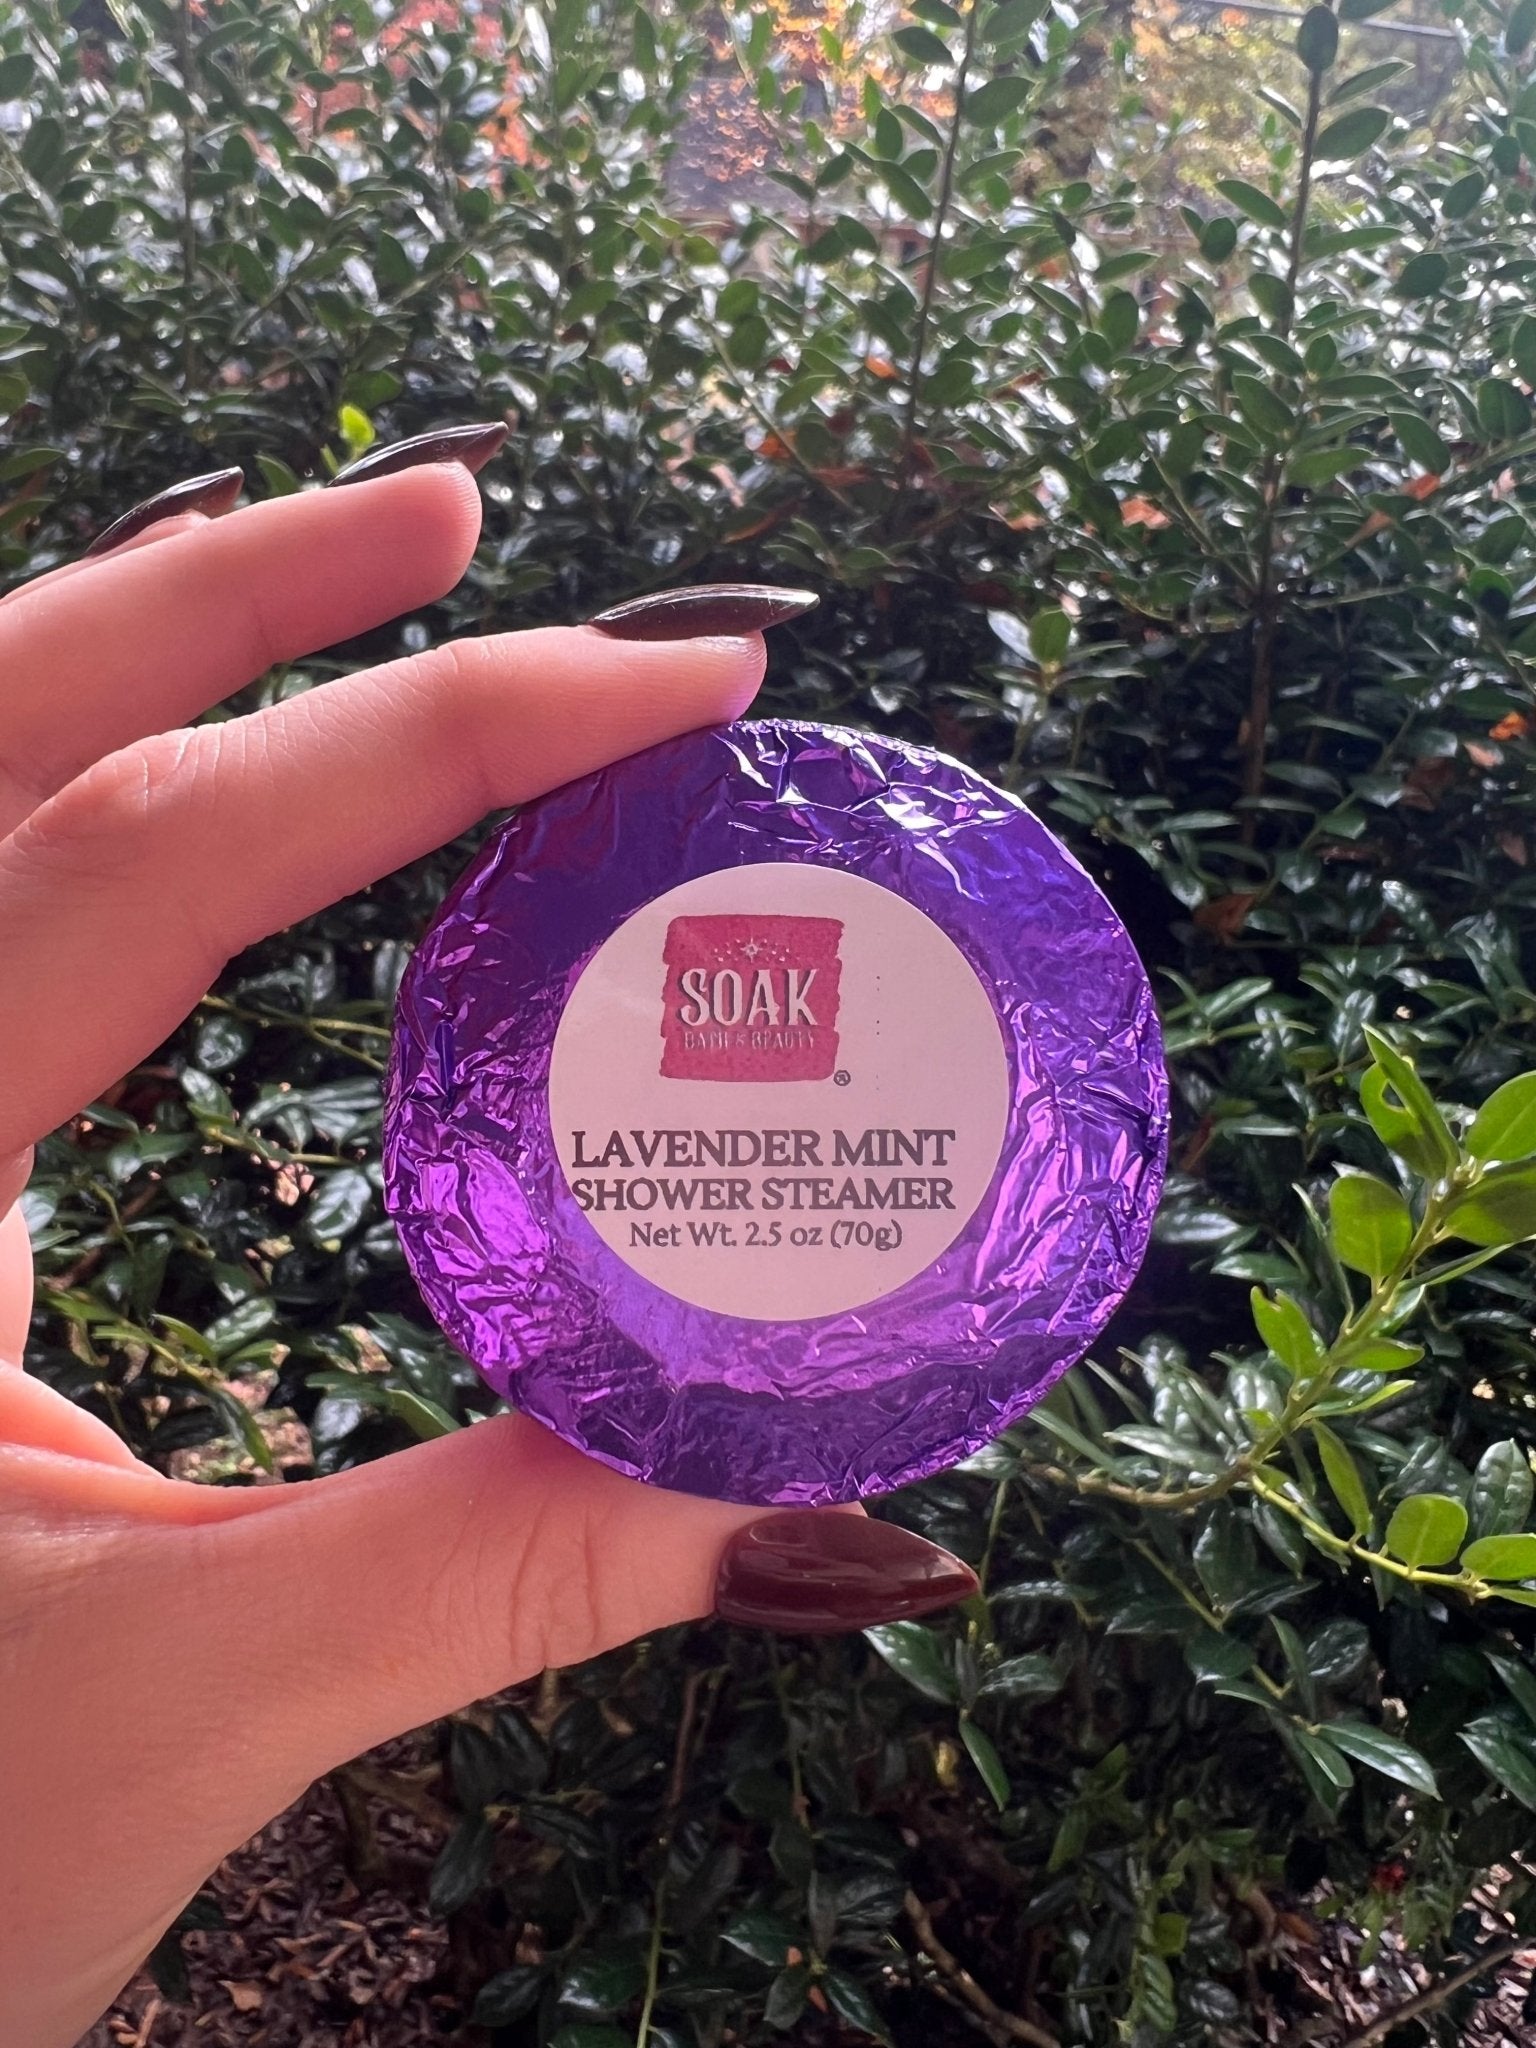 SOAK
BATH & BEAUTY
®
LAVENDER MINT
SHOWER STEAMER
Net Wt. 2.5 oz (70g)